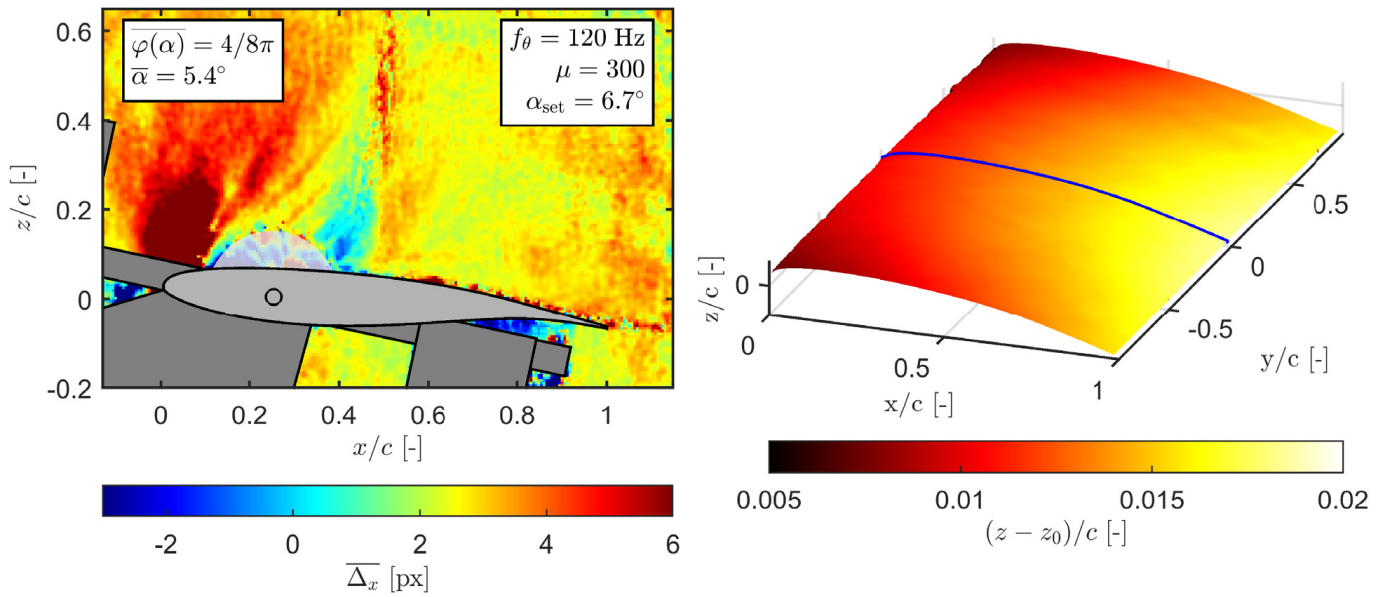 φ(α) = 4/8π
α = 5.4°
f_θ = 120 Hz
μ = 300
α_set = 6.7°
0.6
0.4
0.2
0
-0.2
z/c [-]
0 0.2 0.4 0.6 0.8 1
x/c [-]
-2 0 2 4 6
Δ_x [px]
z/c [-]
0
0 0.5 1
x/c [-]
-0.5 0 0.5
y/c [-]
0.005 0.01 0.015 0.02
(z − z_0)/c [-]